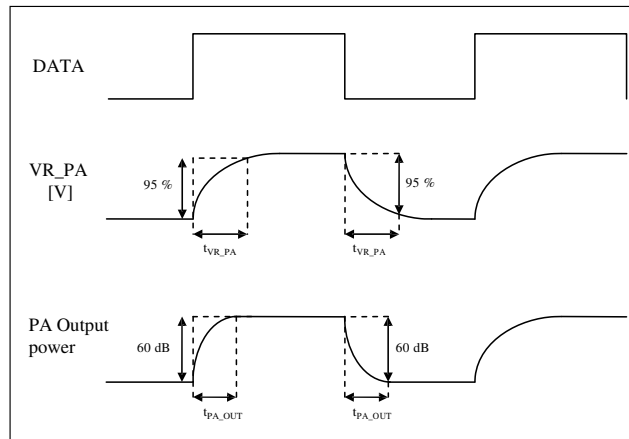 DATA
VR_PA
[V]
95 %
95 %
tVR_PA
tVR_PA
PA Output
power
60 dB
60 dB
tPA_OUT
tPA_OUT